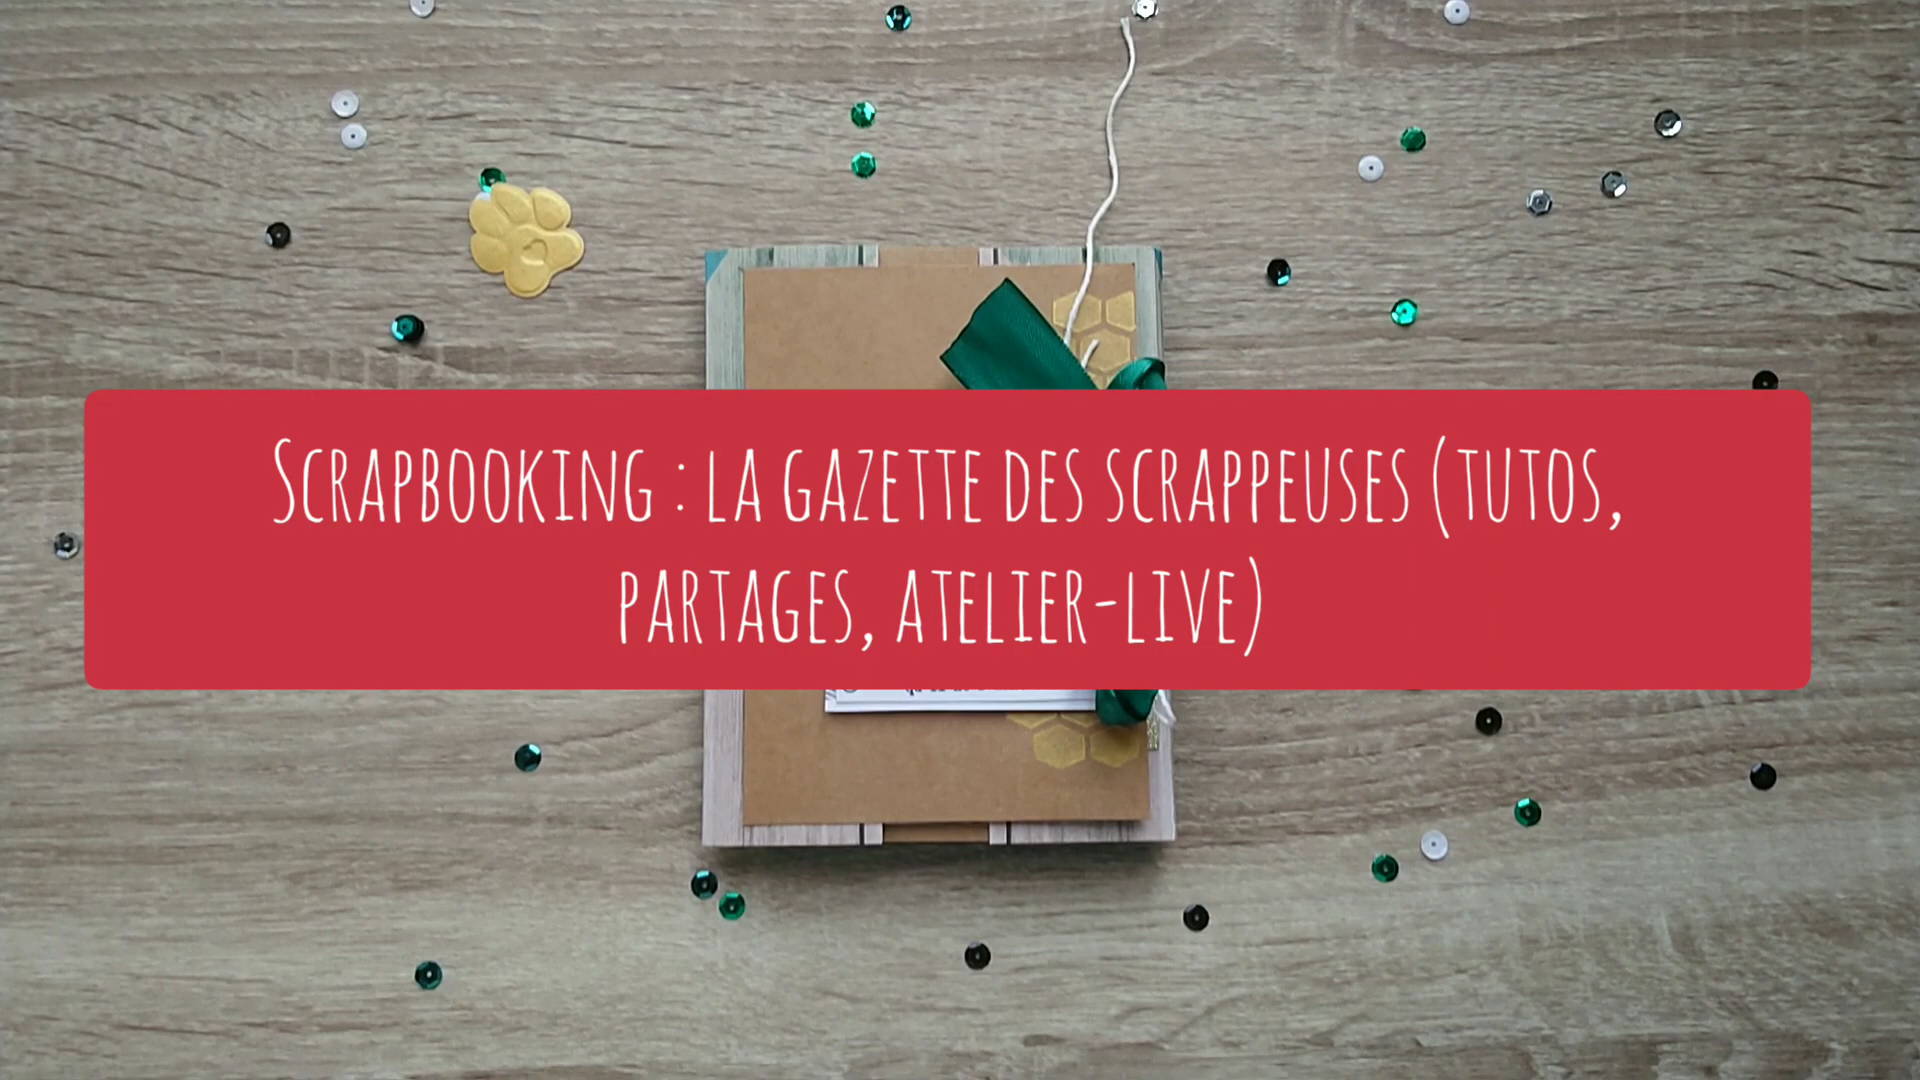 Scrapbooking : la gazette des scrappeuses (tutos,
partages, atelier-live)